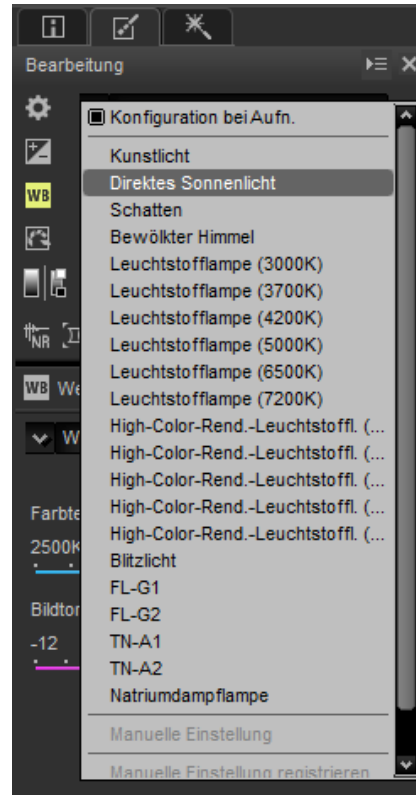 Bearbeitung
Konfiguration bei Aufn.
Kunstlicht
WB
Direktes Sonnenlicht
Schatten
Bewölkter Himmel
Leuchtstofflampe (3000K)
Leuchtstofflampe (3700K)
Leuchtstofflampe (4200K)
NR
Leuchtstofflampe (5000K)
Leuchtstofflampe (6500K)
WB
Leuchtstofflampe (7200K)
High-Color-Rend.-Leuchtstoffl. (...
High-Color-Rend.-Leuchtstoffl. (...
High-Color-Rend.-Leuchtstoffl. (...
High-Color-Rend.-Leuchtstoffl. (...
High-Color-Rend.-Leuchtstoffl. (...
2500K
Blitzlicht
FL-G1
FL-G2
-12
TN-A1
TN-A2
Natriumdampflampe
Manuelle Einstellung
Manuelle Einstellung registrieren